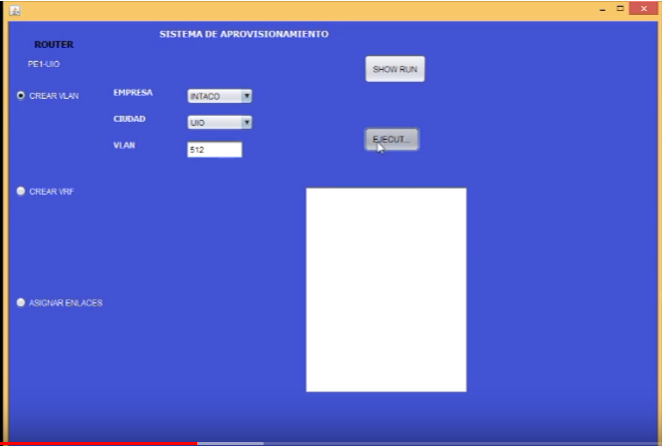 SISTEMA DE APROVISIONAMIENTO
ROUTER
PE1-UIO
SHOW RUN
CREAR VLAN
EMPRESA
INTACO
CIUDAD
UIO
VLAN
512
EJECUT...
CREAR VRF
ASIGNAR ENLACES